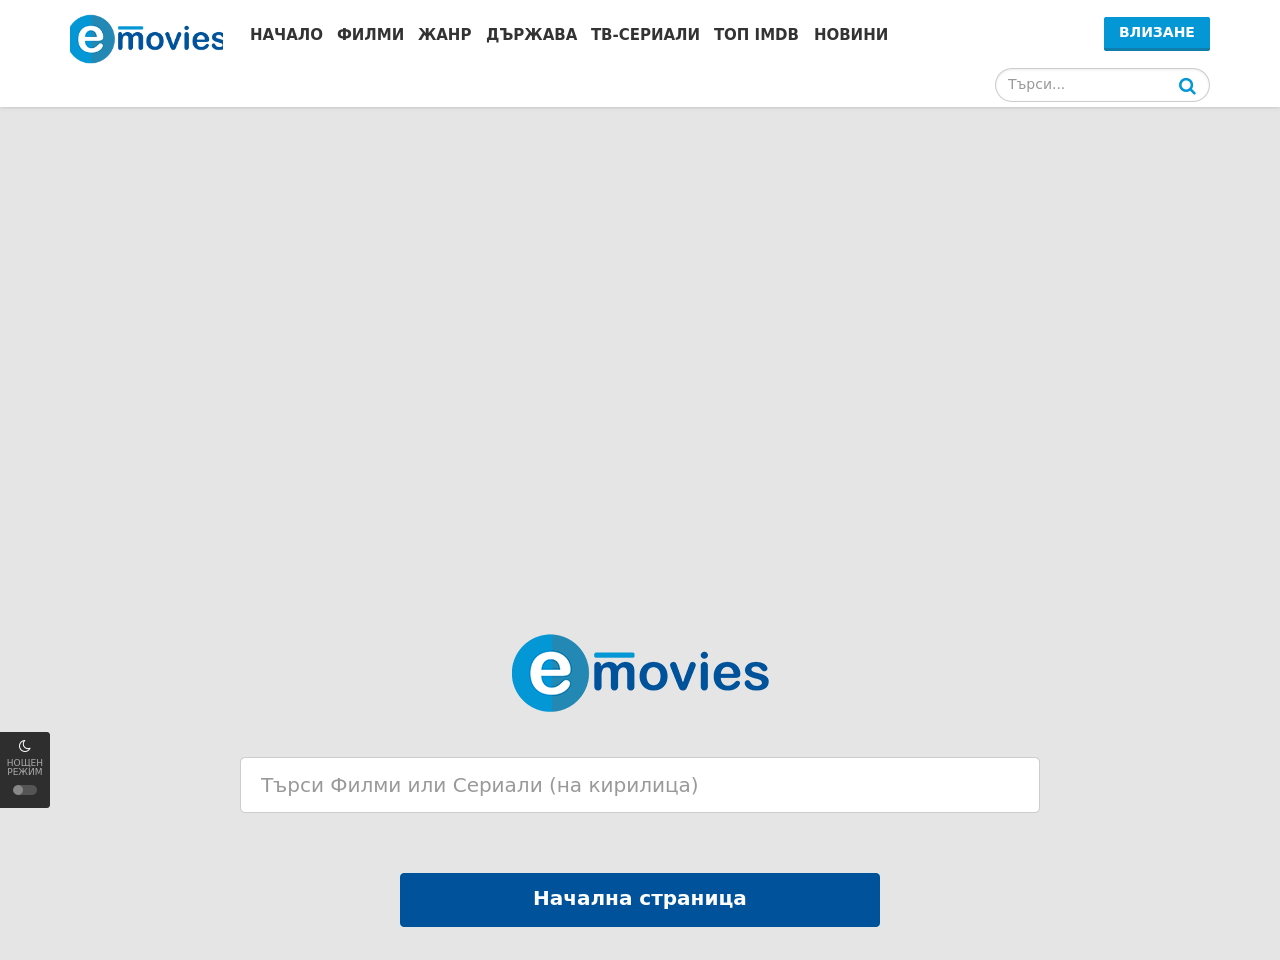 emovies
НАЧАЛО ФИЛМИ ЖАНР ДЪРЖАВА ТВ-СЕРИАЛИ ТОП IMDB НОВИНИ
ВЛИЗАНЕ
Търси...
emovies
НОЩЕН
РЕЖИМ
Търси Филми или Сериали (на кирилица)
Начална страница